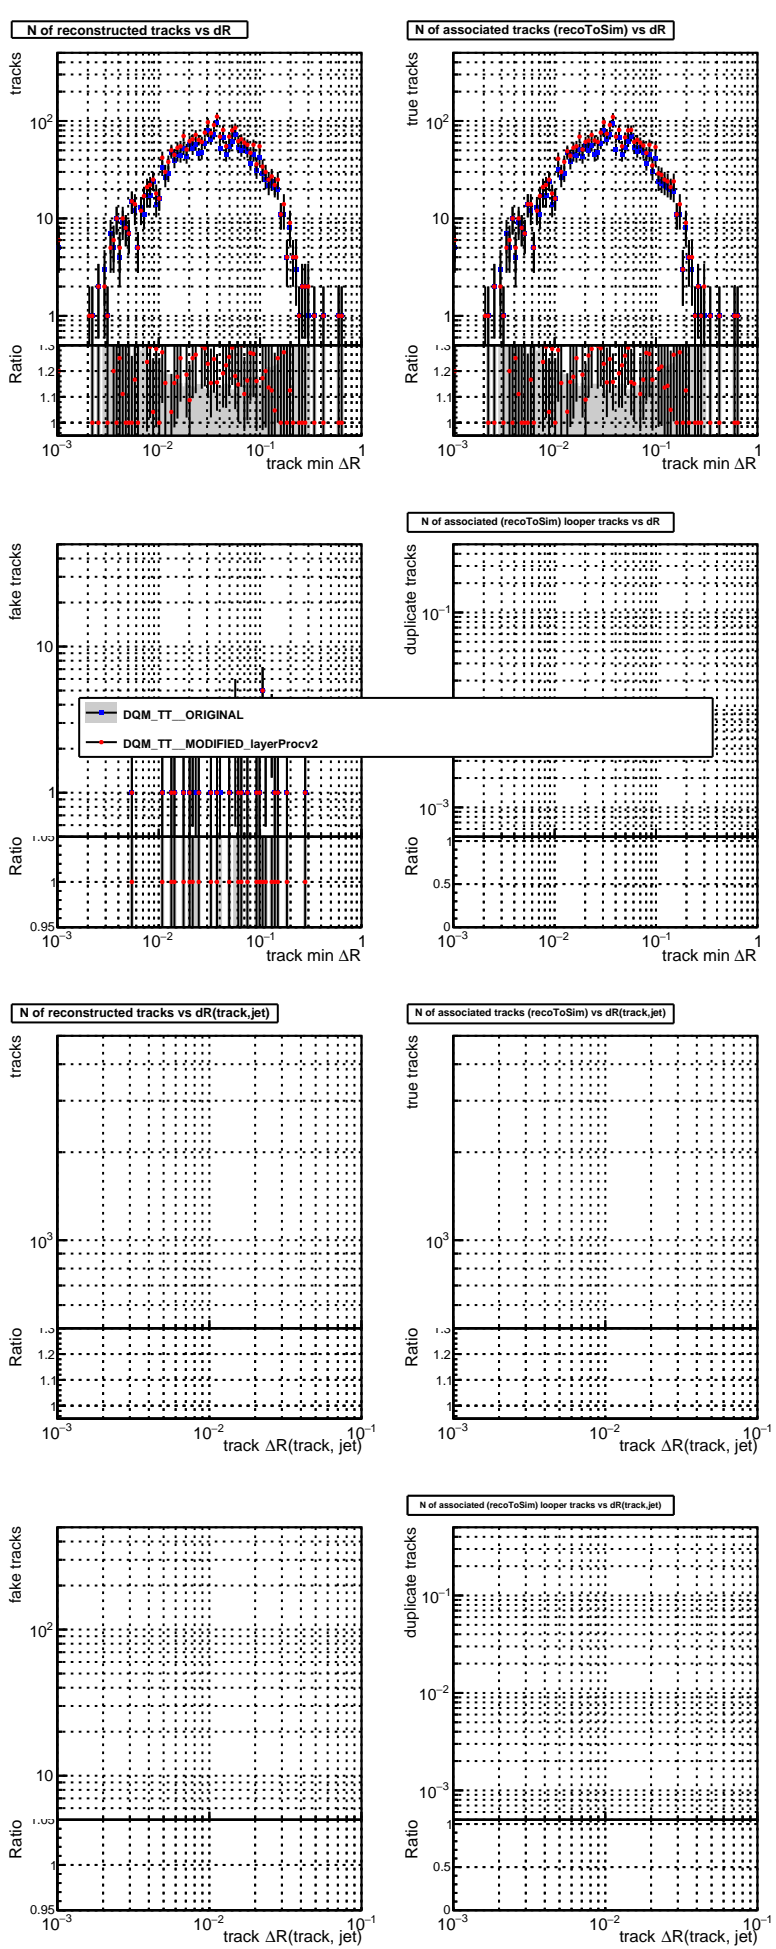 N of reconstructed tracks vs dR
tracks
10²
10
1
Ratio
1.3
1.2
1.1
1
10⁻³
10⁻²
10⁻¹
1
track min ΔR
N of associated tracks (recoToSim) vs dR
true tracks
10²
10
1
Ratio
1.3
1.2
1.1
1
10⁻³
10⁻²
10⁻¹
1
track min ΔR
fake tracks
10
1
Ratio
1.05
1
0.95
10⁻³
10⁻²
10⁻¹
1
track min ΔR
N of associated (recoToSim) looper tracks vs dR
duplicate tracks
10⁻¹
10⁻³
Ratio
1
0.5
0
10⁻³
10⁻²
10⁻¹
1
track min ΔR
DQM_TT__ORIGINAL
DQM_TT__MODIFIED_layerProcv2
N of reconstructed tracks vs dR(track,jet)
tracks
10³
Ratio
1.3
1.2
1.1
1
10⁻³
10⁻²
10⁻¹
track ΔR(track, jet)
N of associated tracks (recoToSim) vs dR(track,jet)
true tracks
10³
Ratio
1.3
1.2
1.1
1
10⁻³
10⁻²
10⁻¹
track ΔR(track, jet)
fake tracks
10²
10
Ratio
1.05
1
0.95
10⁻³
10⁻²
10⁻¹
track ΔR(track, jet)
N of associated (recoToSim) looper tracks vs dR(track,jet)
duplicate tracks
10⁻¹
10⁻²
10⁻³
Ratio
1
0.5
0
10⁻³
10⁻²
10⁻¹
track ΔR(track, jet)